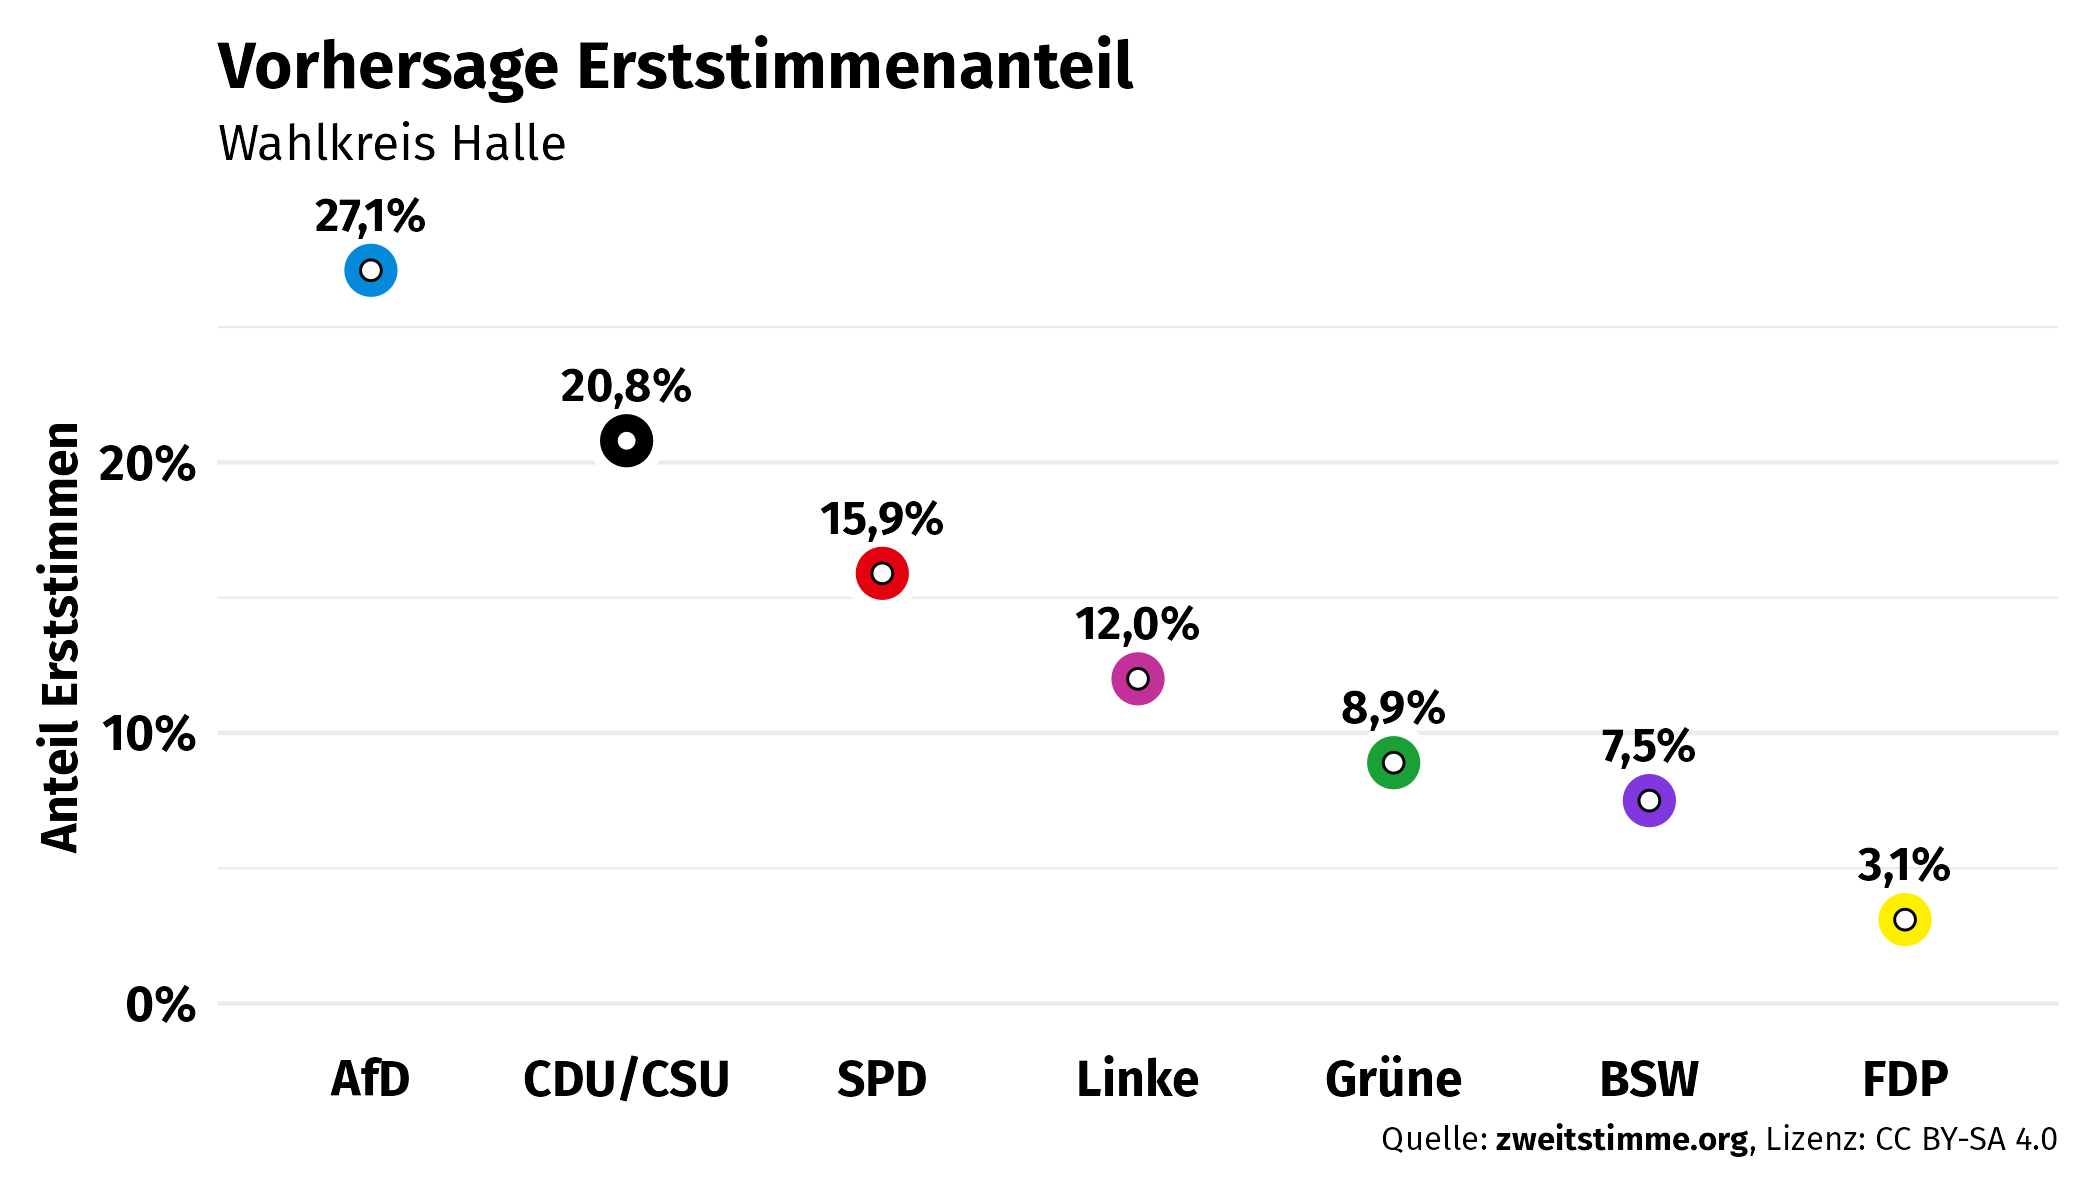 Vorhersage Erststimmenanteil
Wahlkreis Halle
27,1%
20,8%
15,9%
12,0%
8,9%
7,5%
3,1%
Anteil Erststimmen
20%
10%
0%
AfD CDU/CSU SPD Linke Grüne BSW FDP
Quelle: zweitstimme.org, Lizenz: CC BY-SA 4.0